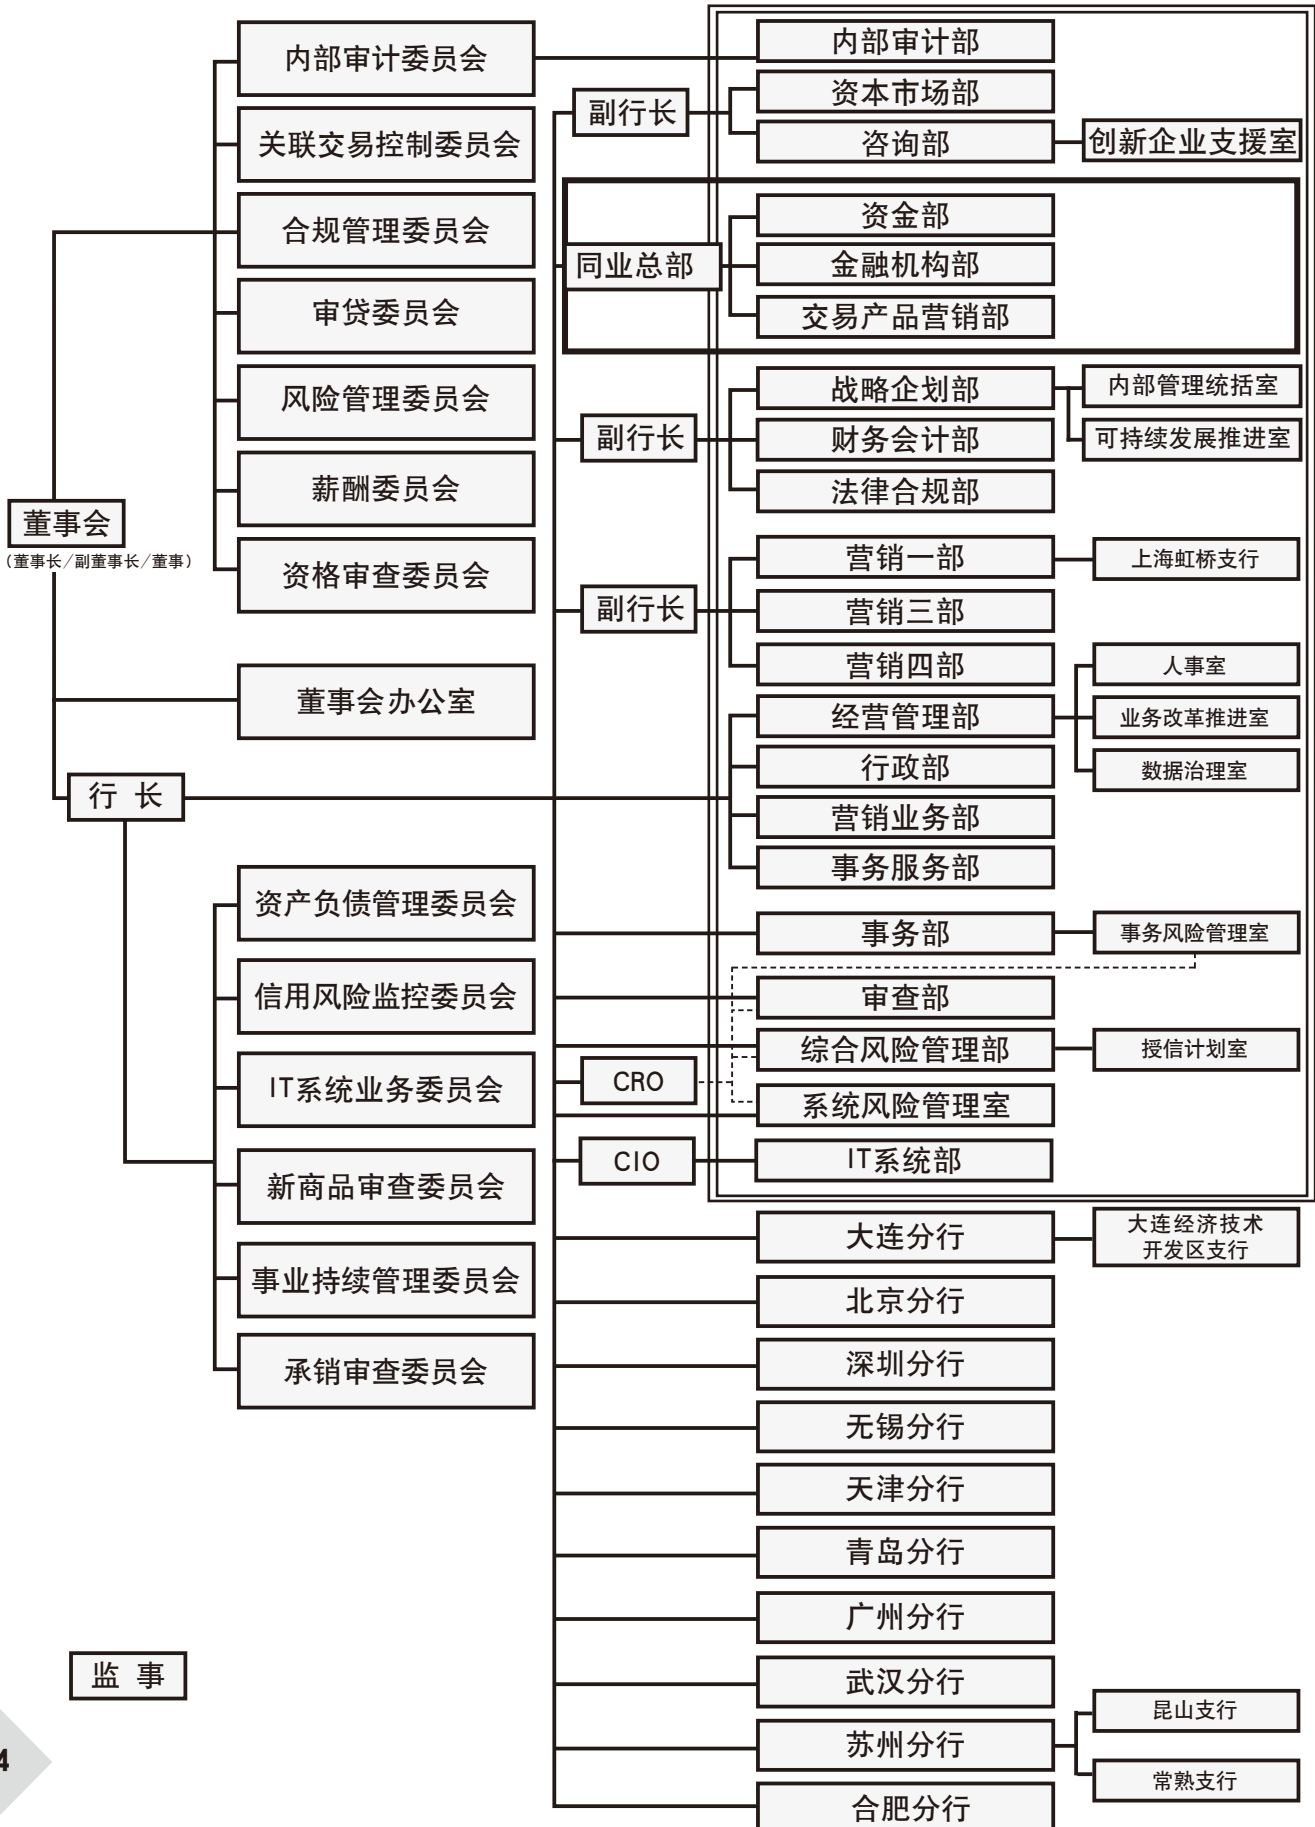 董事会
(董事长/副董事长/董事)
内部审计委员会
关联交易控制委员会
合规管理委员会
审贷委员会
风险管理委员会
薪酬委员会
资格审查委员会
董事会办公室
行 长
资产负债管理委员会
信用风险监控委员会
IT系统业务委员会
新商品审查委员会
事业持续管理委员会
承销审查委员会
监 事
4
内部审计部
副行长
资本市场部
咨询部
创新企业支援室
同业总部
资金部
金融机构部
交易产品营销部
副行长
战略企划部
内部管理统括室
可持续发展推进室
财务会计部
法律合规部
副行长
营销一部
上海虹桥支行
营销三部
营销四部
经营管理部
人事室
业务改革推进室
数据治理室
行政部
营销业务部
事务服务部
事务部
事务风险管理室
审查部
综合风险管理部
授信计划室
CRO
系统风险管理室
CIO
IT系统部
大连分行
大连经济技术
开发区支行
北京分行
深圳分行
无锡分行
天津分行
青岛分行
广州分行
武汉分行
苏州分行
昆山支行
常熟支行
合肥分行